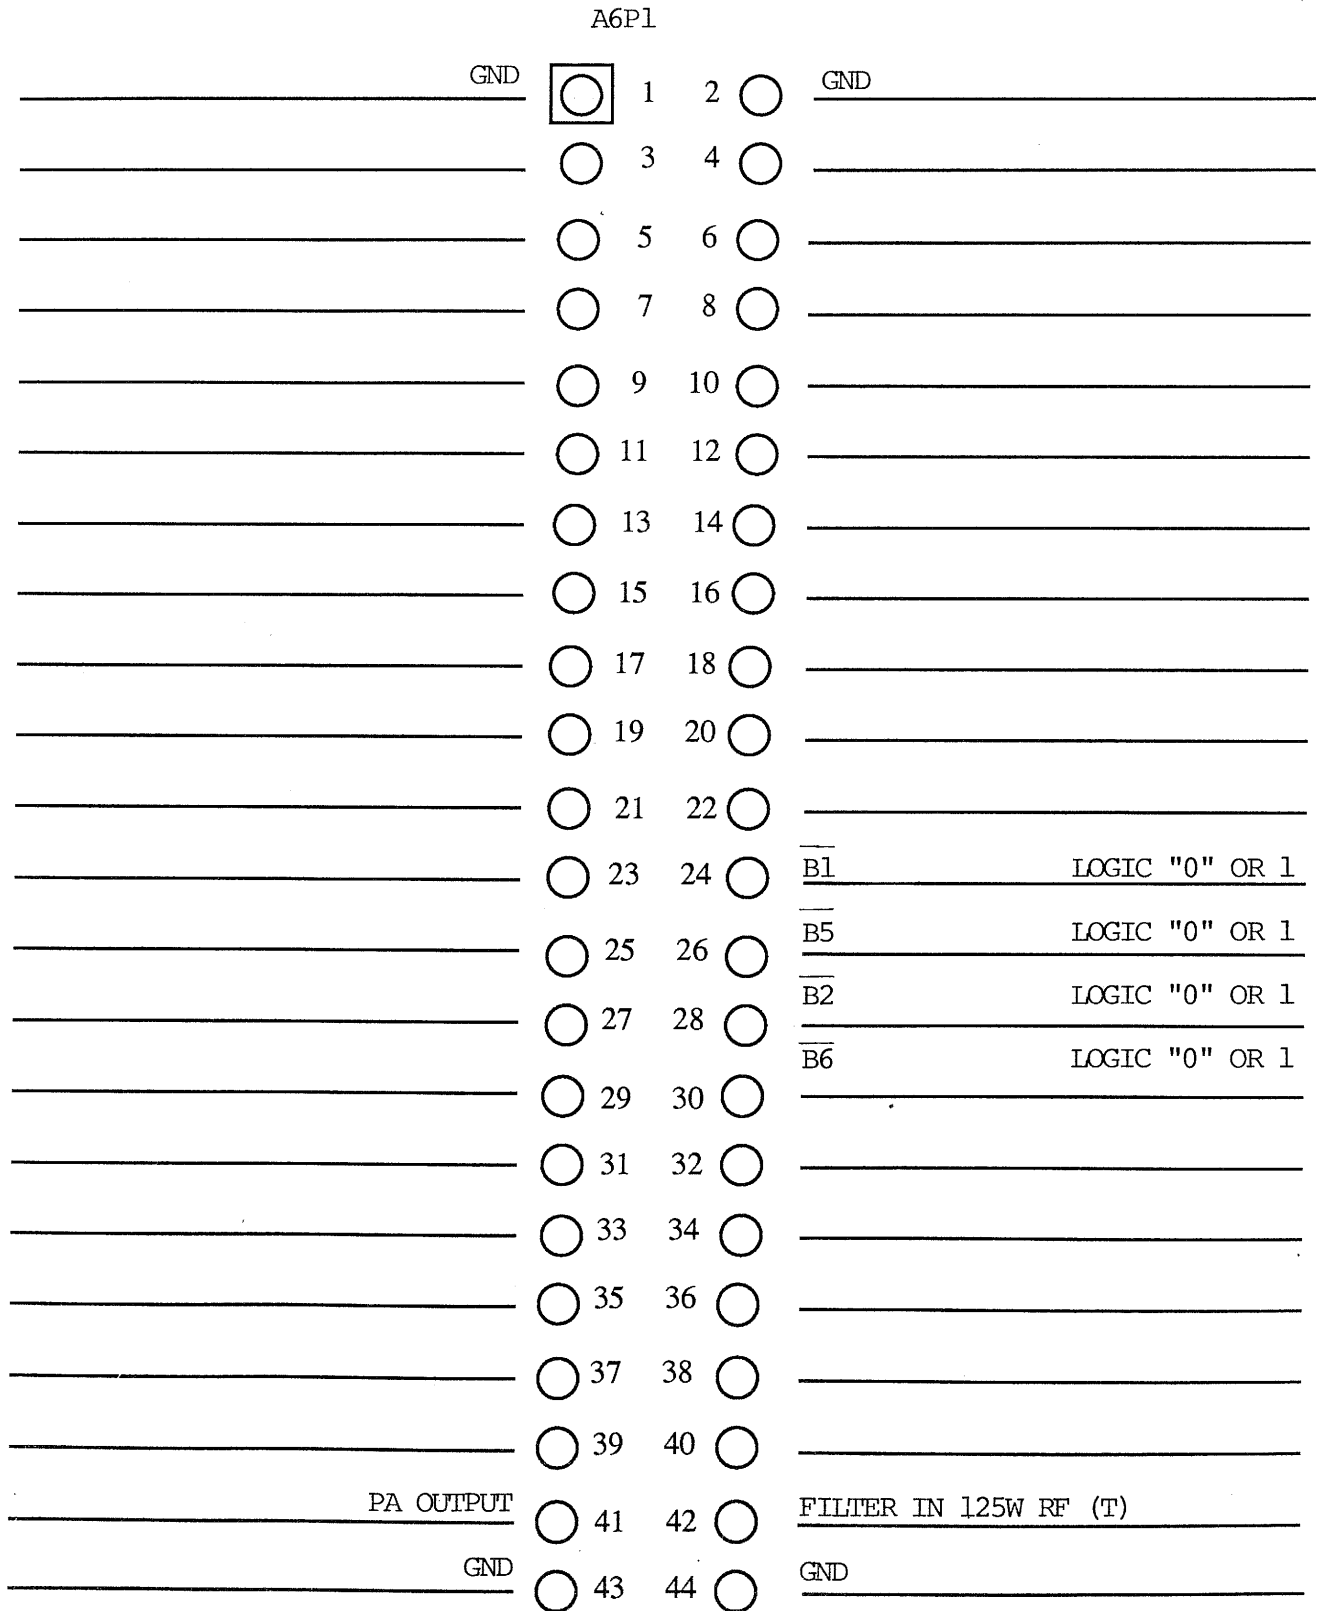 A6P1
GND 1 2 GND
3 4
5 6
7 8
9 10
11 12
13 14
15 16
17 18
19 20
21 22
23 24 B1 LOGIC "0" OR 1
25 26 B5 LOGIC "0" OR 1
27 28 B2 LOGIC "0" OR 1
29 30 B6 LOGIC "0" OR 1
31 32
33 34
35 36
37 38
39 40
PA OUTPUT 41 42 FILTER IN 125W RF (T)
GND 43 44 GND